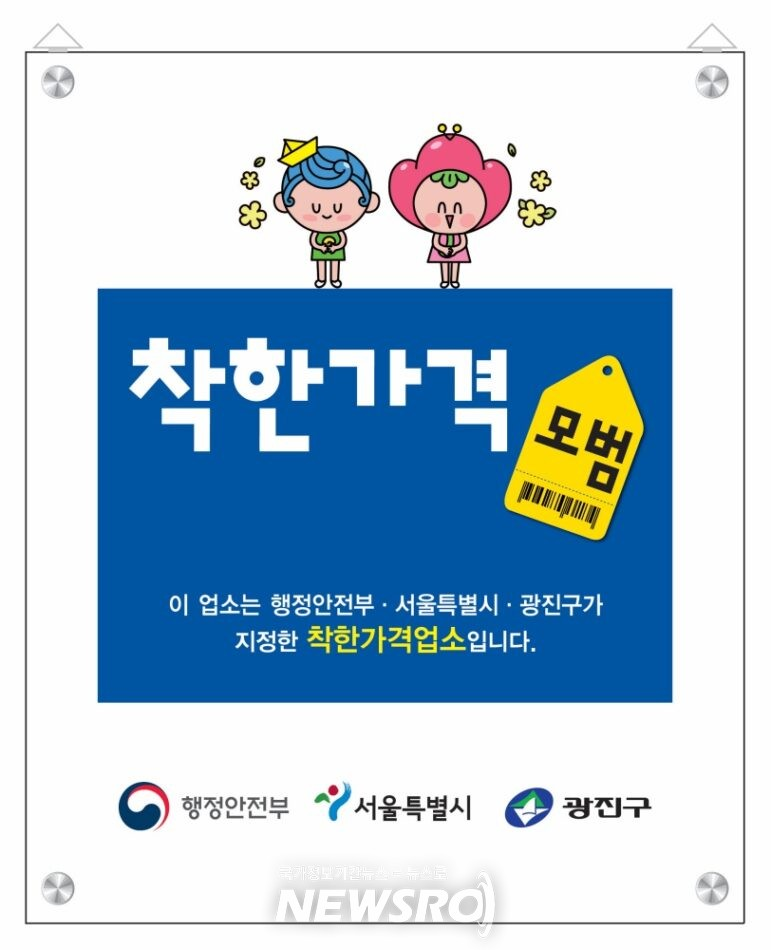 착한가격
모범
이 업소는 행정안전부 · 서울특별시 · 광진구가
지정한 착한가격업소입니다.
행정안전부 서울특별시 광진구
NEWSRO